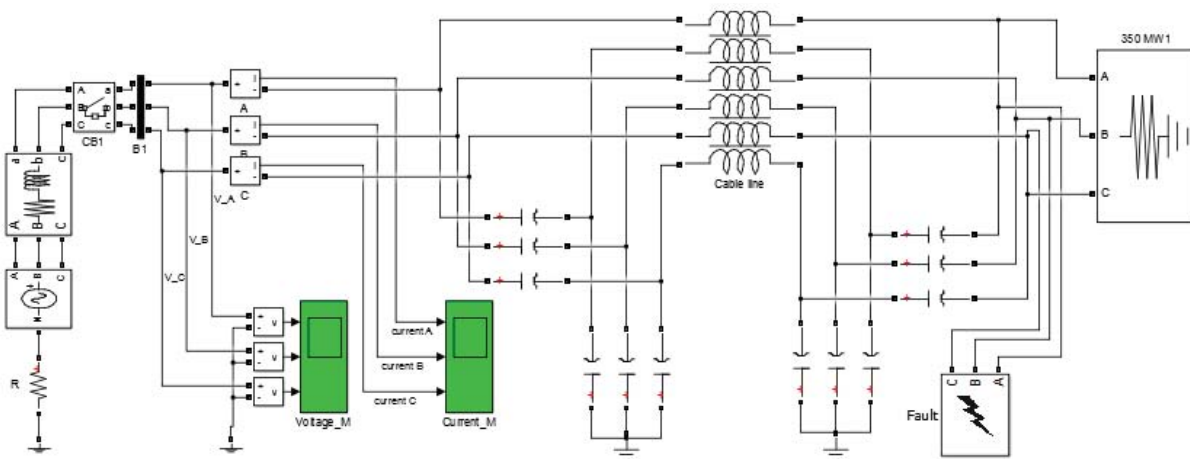 350 MW1
A
B
C
A a
B b
C c
CB1
B1
+ i
-
A
+ i
-
B
+ i
-
C
V_A
V_B
V_C
Cable line
a b c
A B C
A B C
N
R
+ v
-
+ v
-
+ v
-
Voltage_M
current A
current B
current C
Current_M
C B A
Fault